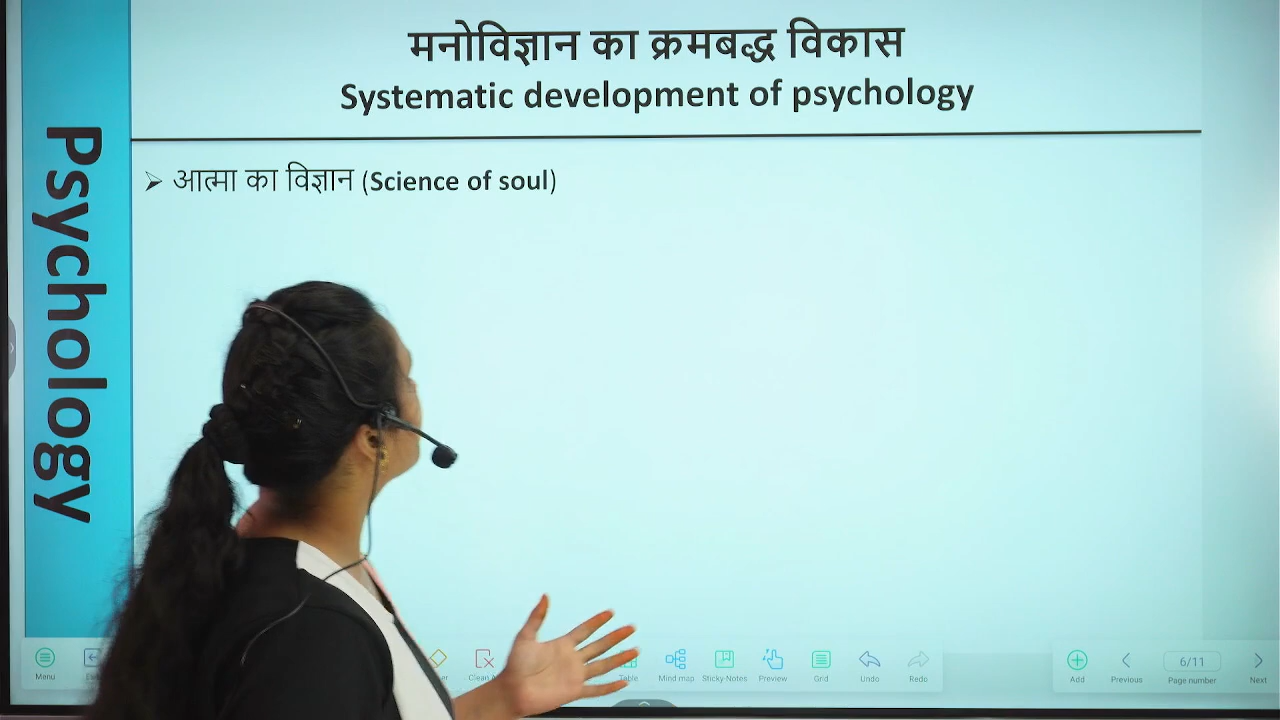 मनोविज्ञान का क्रमबद्ध विकास
Systematic development of psychology
Psychology
➢ आत्मा का विज्ञान (Science of soul)
Menu
Table
Mind map
Sticky-Notes
Preview
Grid
Undo
Redo
Add
Previous
6/11
Page number
Next